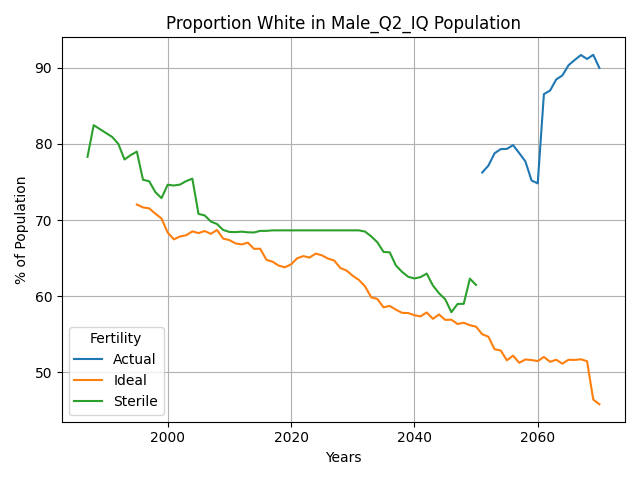 Proportion White in Male_Q2_IQ Population
% of Population
90
80
70
60
50
Fertility
Actual
Ideal
Sterile
2000
2020
2040
2060
Years